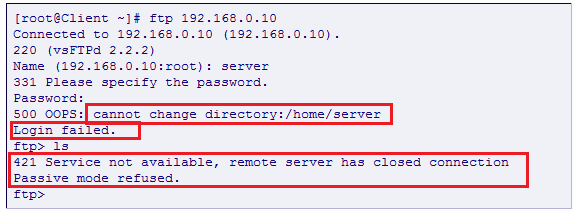 [root@Client ~]# ftp 192.168.0.10
Connected to 192.168.0.10 (192.168.0.10).
220 (vsFTPd 2.2.2)
Name (192.168.0.10:root): server
331 Please specify the password.
Password:
500 OOPS: cannot change directory:/home/server
Login failed.
ftp> ls
421 Service not available, remote server has closed connection
Passive mode refused.
ftp>